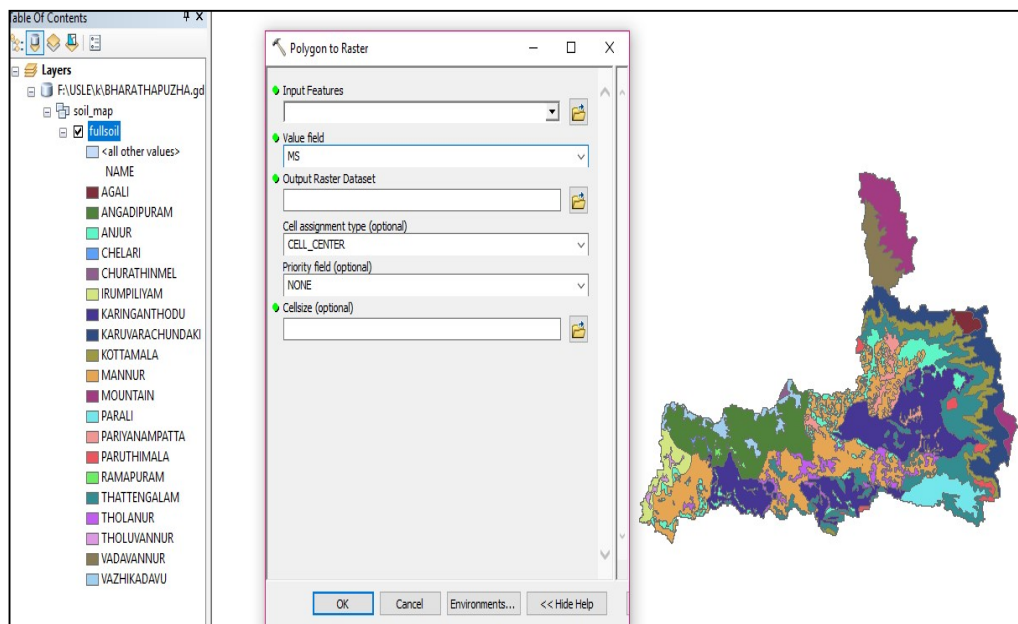 Table Of Contents
Layers
F:\USLE\k\BHARATHAPUZHA.gd
soil_map
fullsoil
<all other values>
NAME
AGALI
ANGADIPURAM
ANJUR
CHELARI
CHURATHINMEL
IRUMPILIYAM
KARINGANTHODU
KARUVARACHUNDAKI
KOTTAMALA
MANNUR
MOUNTAIN
PARALI
PARIYANAMPATTA
PARUTHIMALA
RAMAPURAM
THATTENGALAM
THOLANUR
THOLUVANNUR
VADAVANNUR
VAZHIKADAVU
Polygon to Raster
Input Features
Value field
MS
Output Raster Dataset
Cell assignment type (optional)
CELL_CENTER
Priority field (optional)
NONE
Cellsize (optional)
OK Cancel Environments... << Hide Help